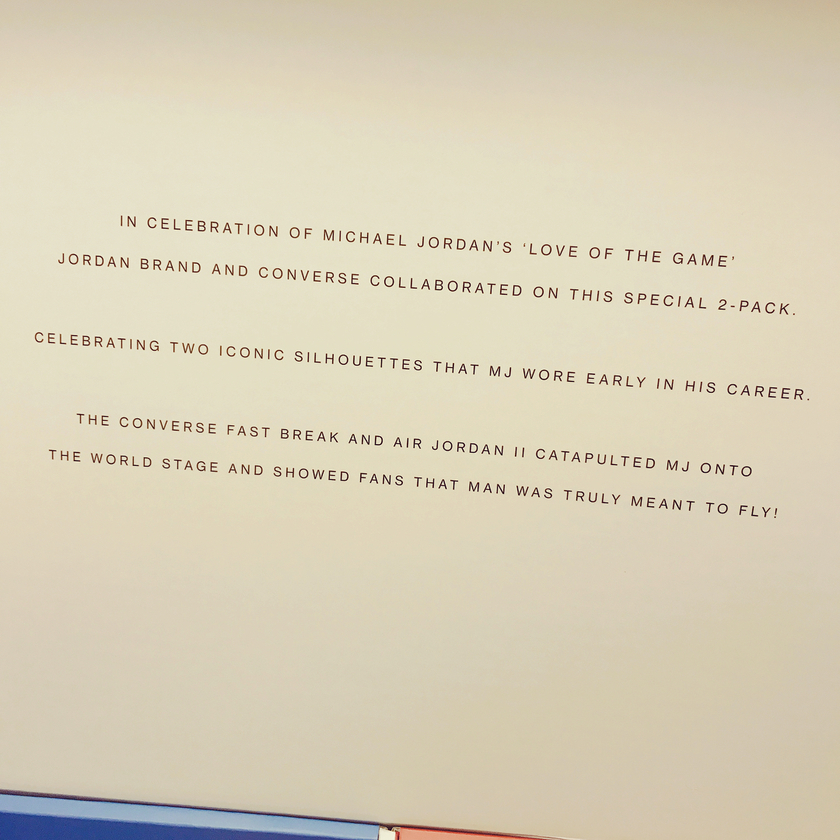 IN CELEBRATION OF MICHAEL JORDAN'S 'LOVE OF THE GAME'
JORDAN BRAND AND CONVERSE COLLABORATED ON THIS SPECIAL 2-PACK.
CELEBRATING TWO ICONIC SILHOUETTES THAT MJ WORE EARLY IN HIS CAREER.
THE CONVERSE FAST BREAK AND AIR JORDAN II CATAPULTED MJ ONTO
THE WORLD STAGE AND SHOWED FANS THAT MAN WAS TRULY MEANT TO FLY!